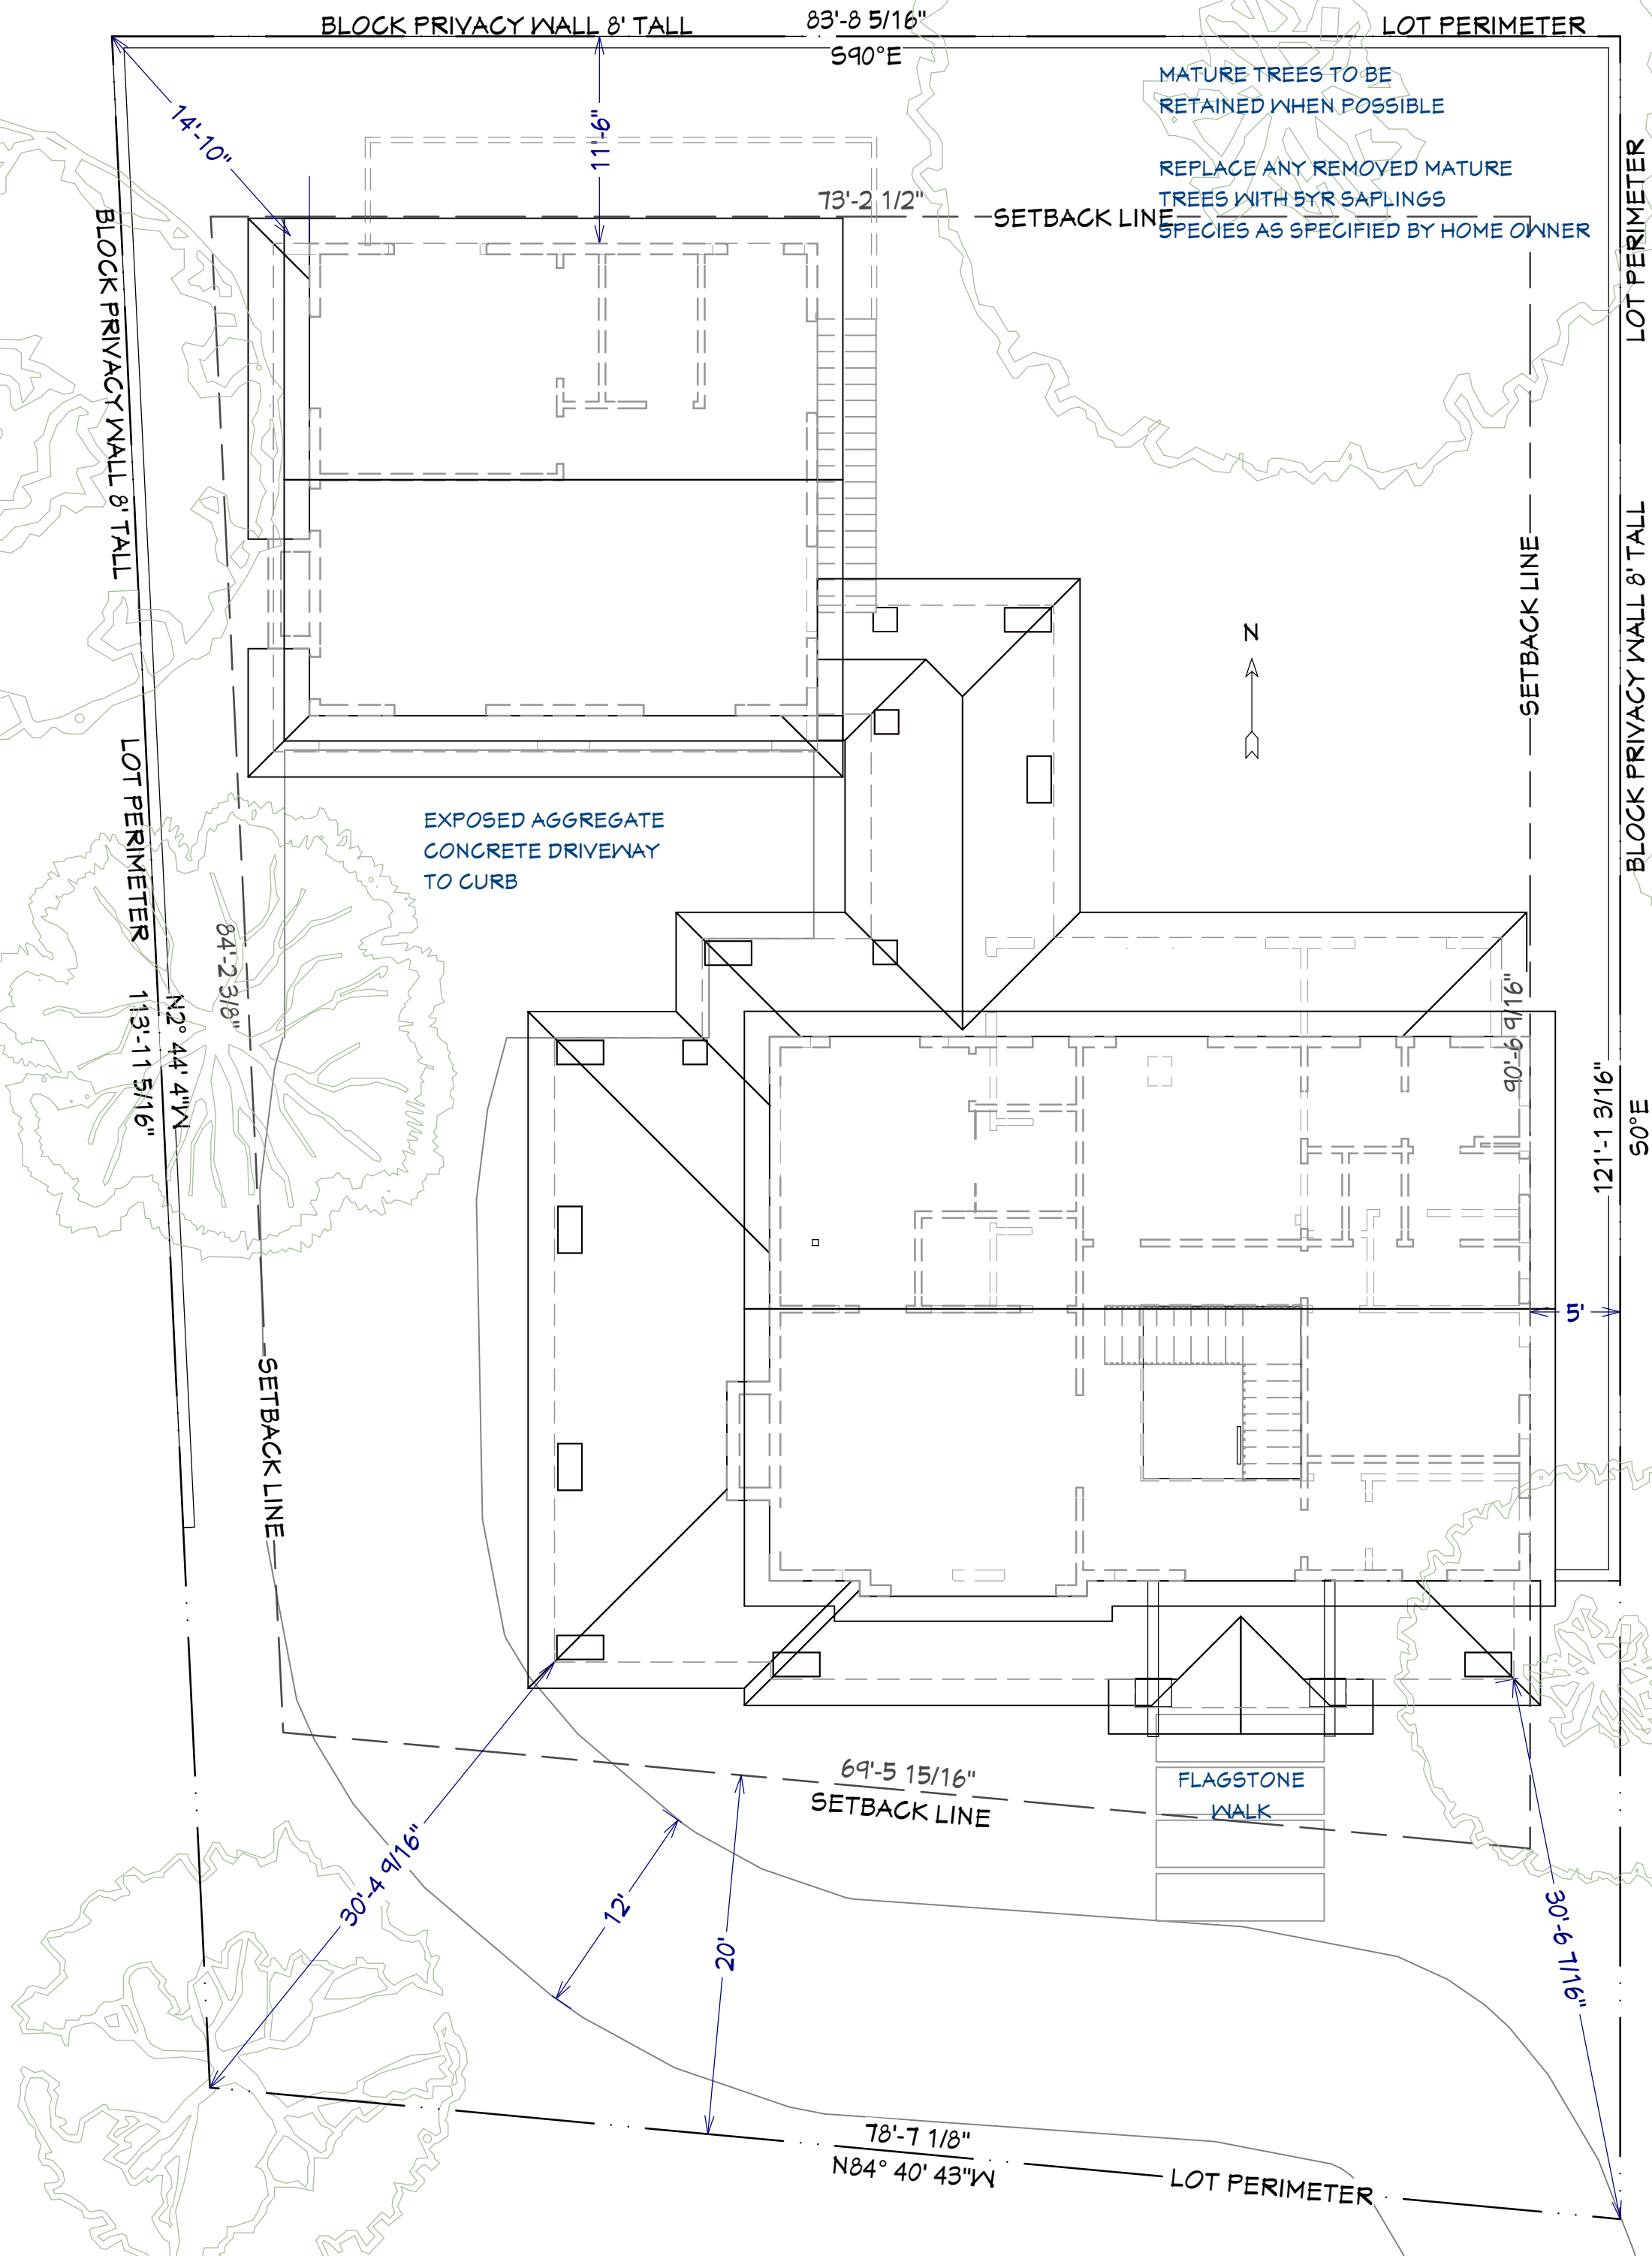 BLOCK PRIVACY WALL 8' TALL
83'-8 5/16"
LOT PERIMETER
S90°E
MATURE TREES TO BE
RETAINED WHEN POSSIBLE
14'-10"
11'-6"
REPLACE ANY REMOVED MATURE
TREES WITH 5YR SAPLINGS
SPECIES AS SPECIFIED BY HOME OWNER
73'-2 1/2"
SETBACK LINE
LOT PERIMETER
BLOCK PRIVACY WALL 8' TALL
SETBACK LINE
BLOCK PRIVACY WALL 8' TALL
N
LOT PERIMETER
EXPOSED AGGREGATE
CONCRETE DRIVEWAY
TO CURB
84'-2 3/8"
N2° 44' 4"W
113'-11 5/16"
90'-6 9/16"
121'-1 3/16"
S0°E
5'
SETBACK LINE
69'-5 15/16"
SETBACK LINE
FLAGSTONE
WALK
30'-4 9/16"
12'
20'
30'-6 7/16"
78'-7 1/8"
N84° 40' 43"W
LOT PERIMETER